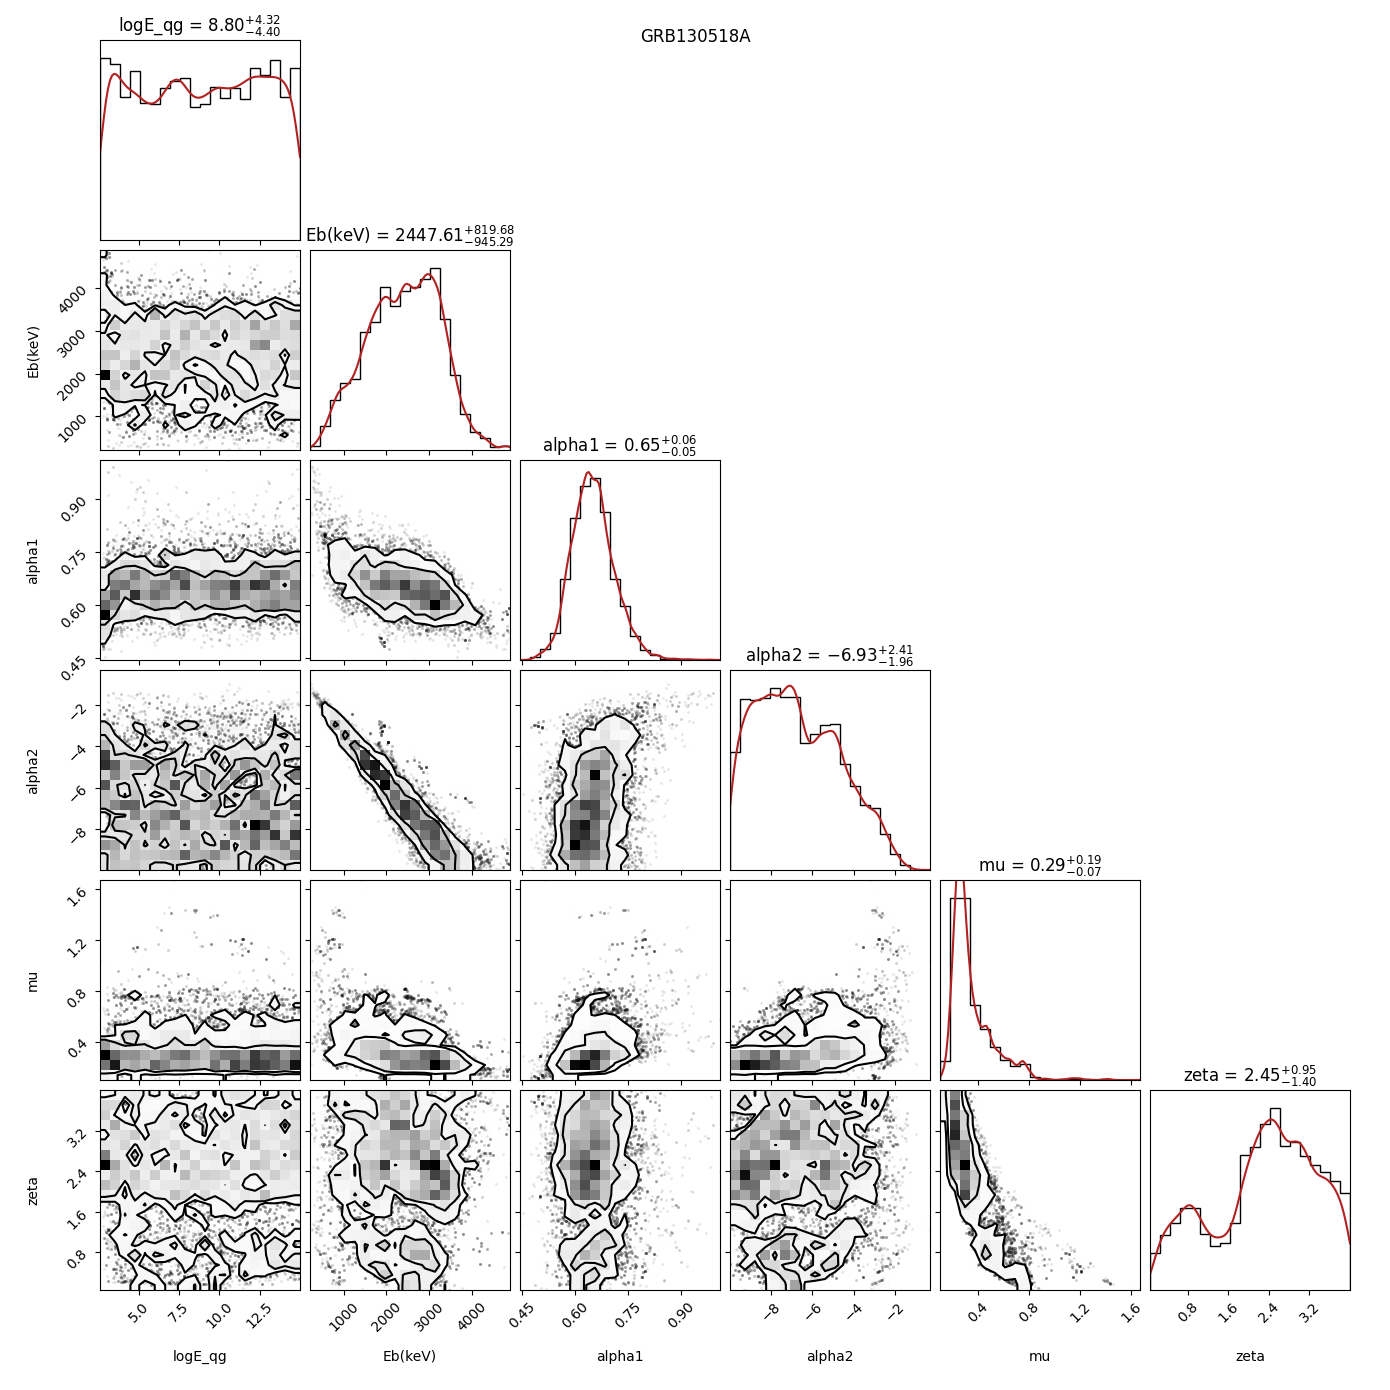 logE_qg = 8.80+4.32−4.40
GRB130518A
Eb(keV) = 2447.61+819.68−945.29
4000
3000
2000
1000
Eb(keV)
alpha1 = 0.65+0.06−0.05
0.90
0.75
0.60
0.45
alpha1
alpha2 = −6.93+2.41−1.96
−2
−4
−6
−8
alpha2
mu = 0.29+0.19−0.07
1.6
1.2
0.8
0.4
mu
zeta = 2.45+0.95−1.40
3.2
2.4
1.6
0.8
zeta
5.0 7.5 10.0 12.5 1000 2000 3000 4000 0.45 0.60 0.75 0.90 −8 −6 −4 −2 0.4 0.8 1.2 1.6 0.8 1.6 2.4 3.2
logE_qg Eb(keV) alpha1 alpha2 mu zeta